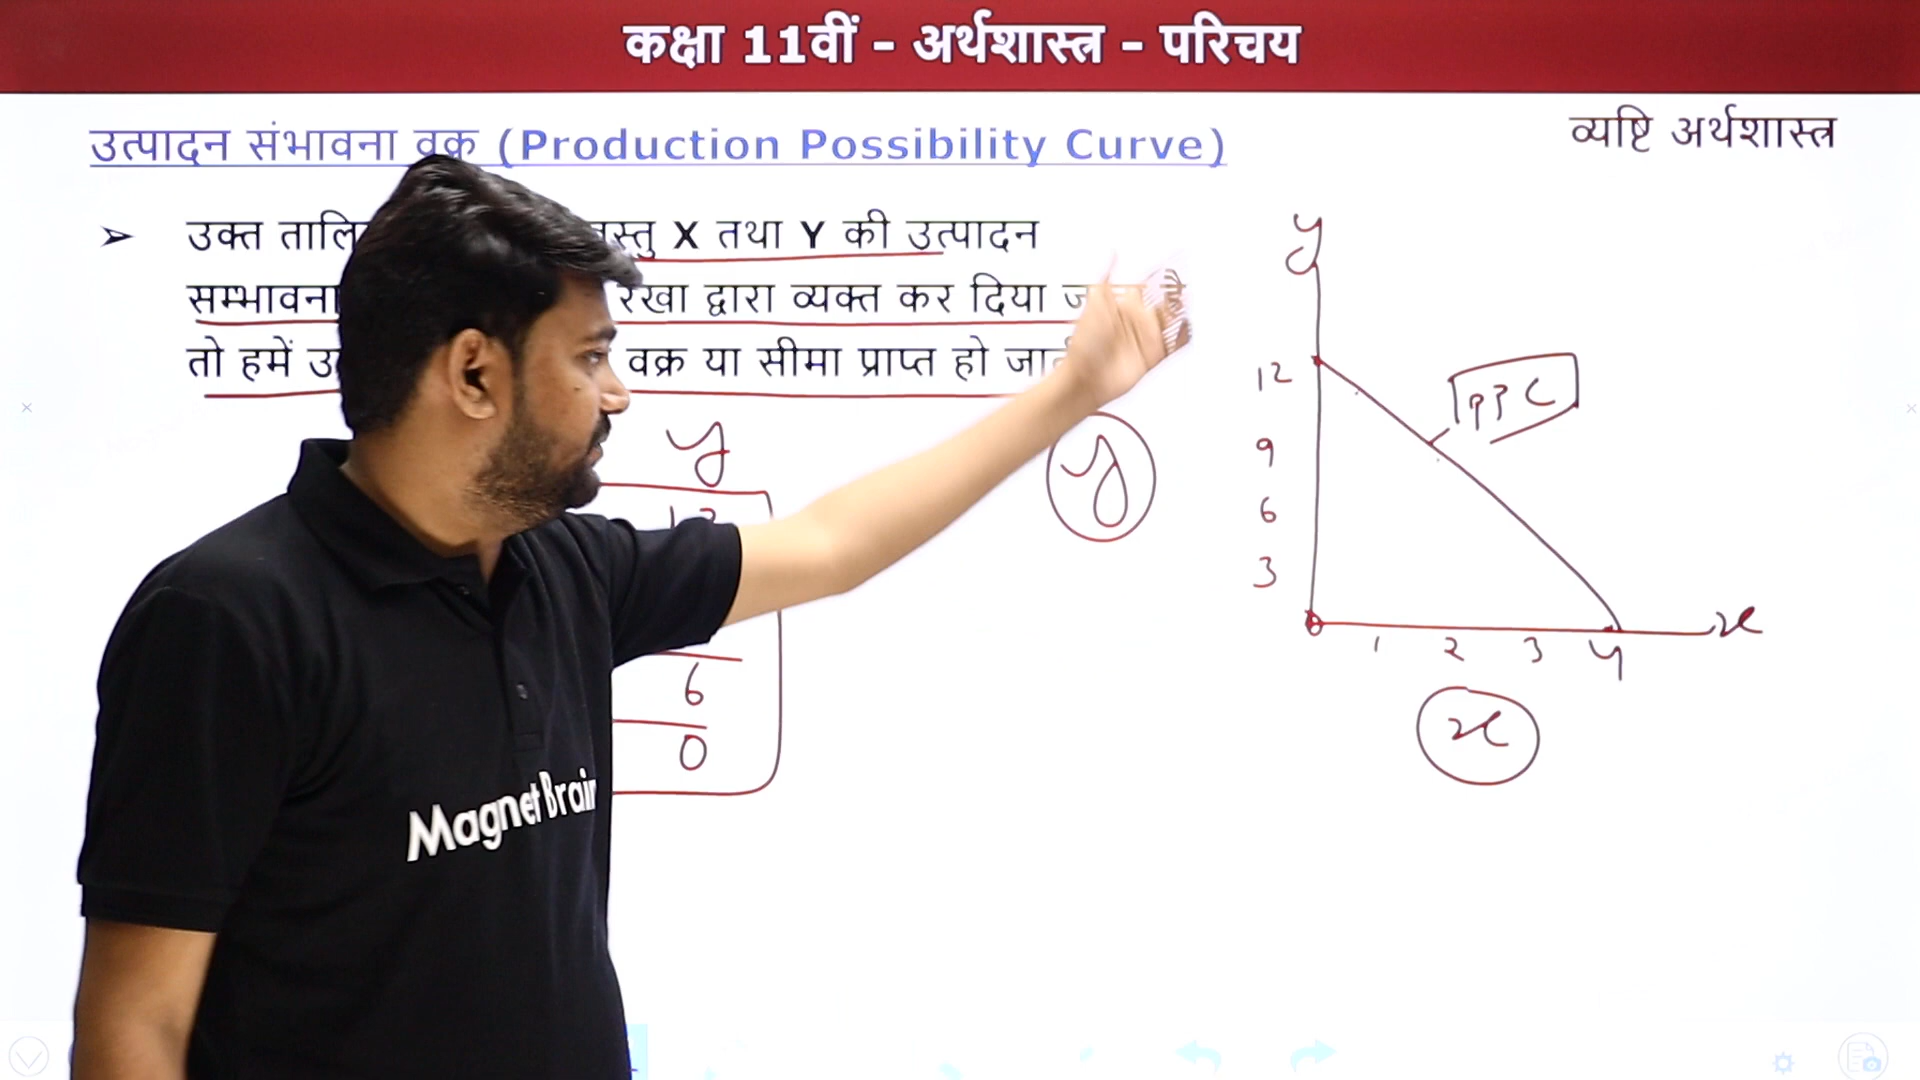 कक्षा 11वीं - अर्थशास्त्र - परिचय
उत्पादन संभावना वक्र (Production Possibility Curve)
व्यष्टि अर्थशास्त्र
➢ उक्त X तथा Y की उत्पादन
सम्भावना रेखा द्वारा व्यक्त कर दिया
तो हमें वक्र या सीमा प्राप्त हो
y
6
0
y
y
12
9
6
3
PPC
0
1 2 3 4
x
x
Magnet Brain